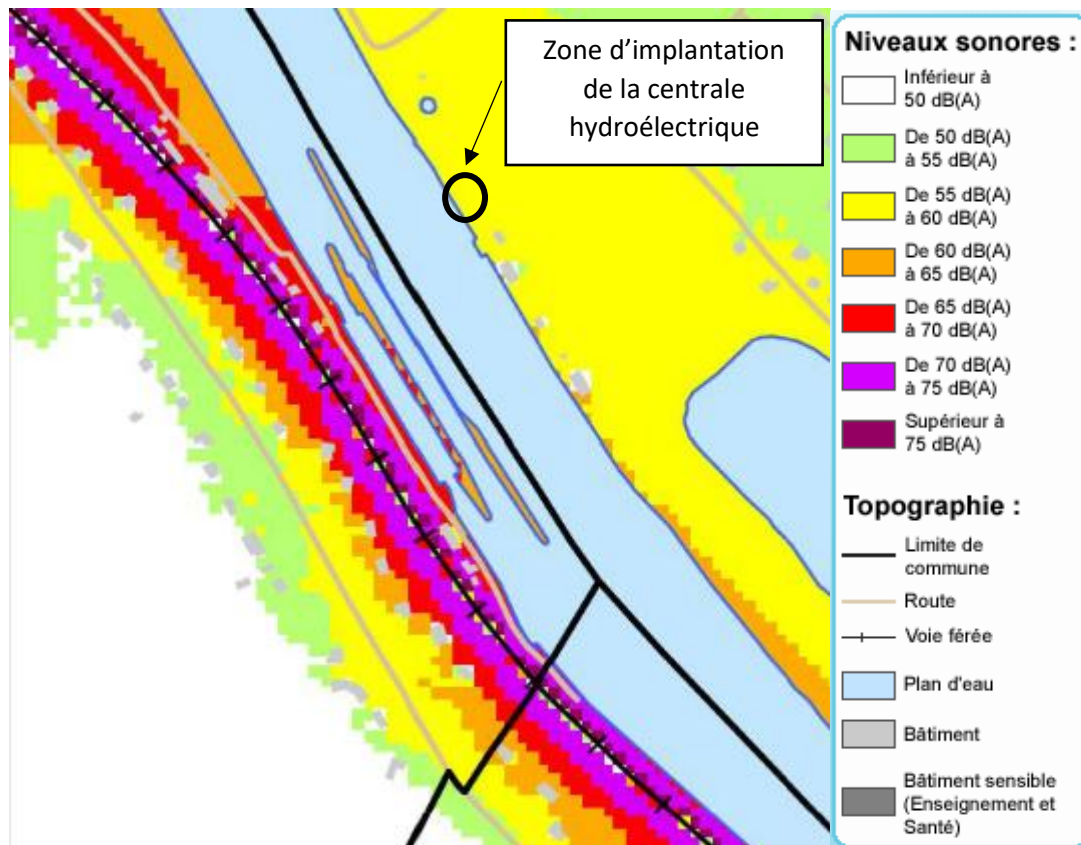 Zone d’implantation
de la centrale
hydroélectrique
Niveaux sonores :
Inférieur à
50 dB(A)
De 50 dB(A)
à 55 dB(A)
De 55 dB(A)
à 60 dB(A)
De 60 dB(A)
à 65 dB(A)
De 65 dB(A)
à 70 dB(A)
De 70 dB(A)
à 75 dB(A)
Supérieur à
75 dB(A)
Topographie :
Limite de
commune
Route
Voie férée
Plan d'eau
Bâtiment
Bâtiment sensible
(Enseignement et
Santé)